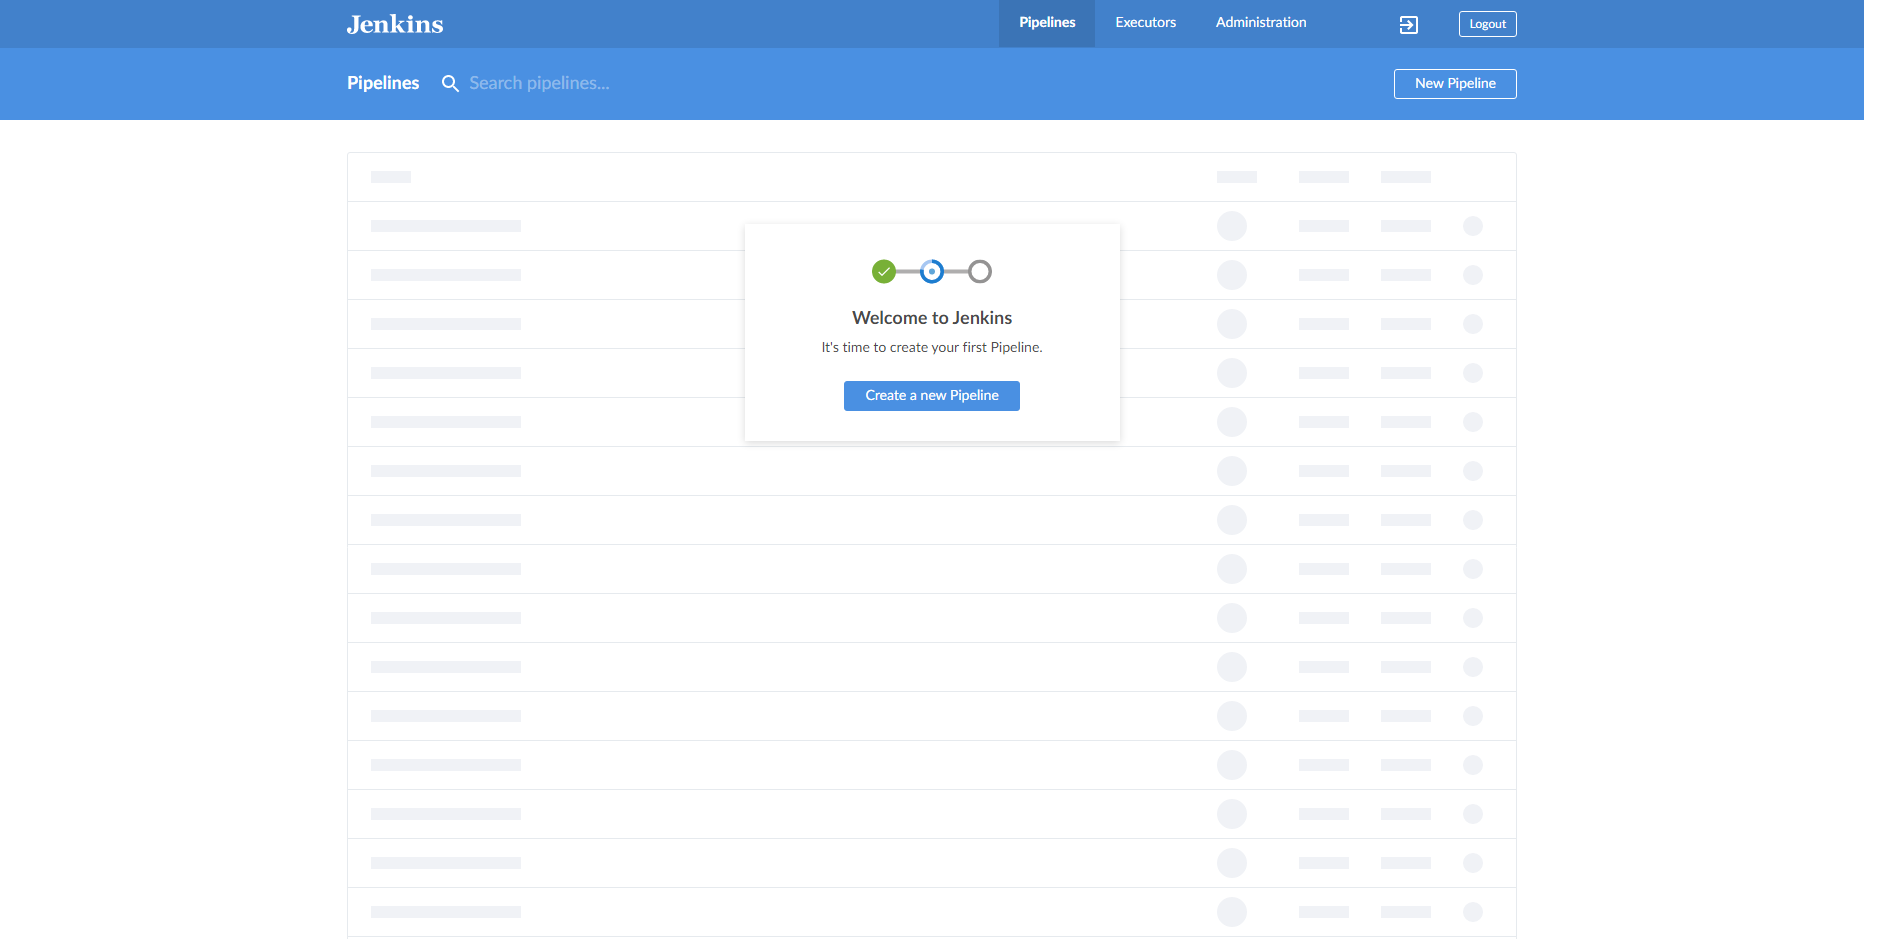 Jenkins
Pipelines
Executors
Administration
Logout
Pipelines
Search pipelines...
New Pipeline
Welcome to Jenkins
It's time to create your first Pipeline.
Create a new Pipeline